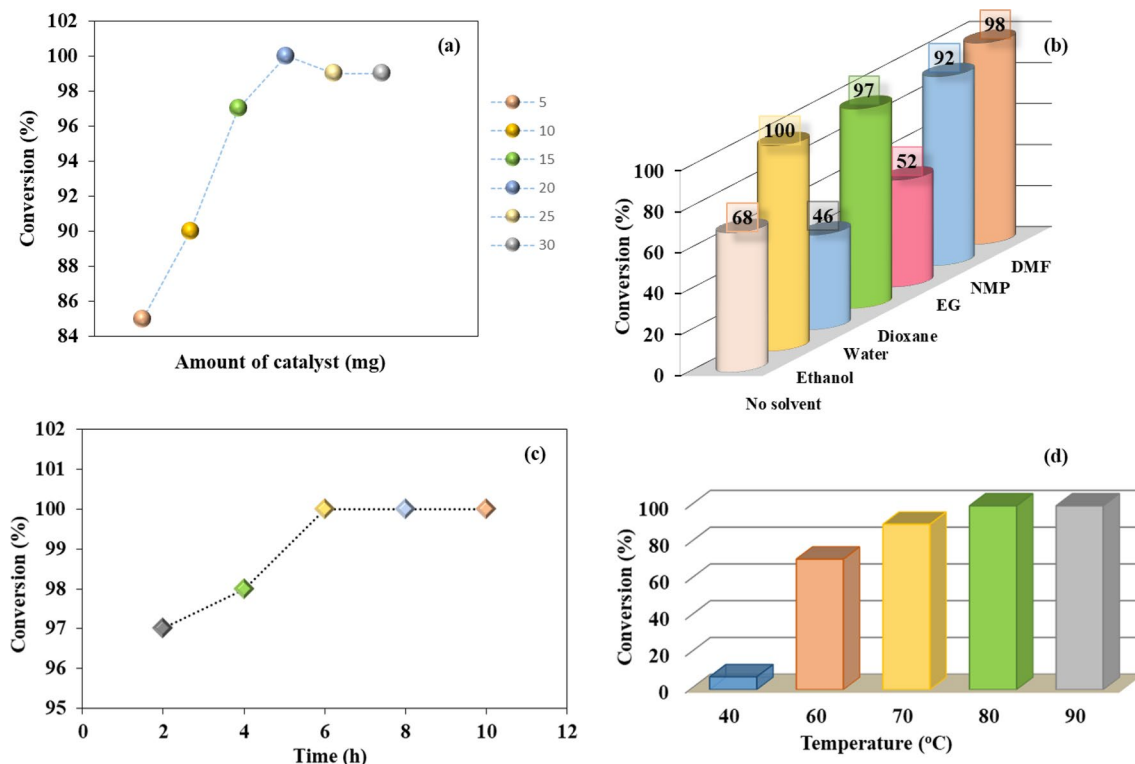 (a)
Conversion (%)
102
100
98
96
94
92
90
88
86
84
Amount of catalyst (mg)
5
10
15
20
25
30
(b)
Conversion (%)
100
80
60
40
20
0
68
100
46
97
52
92
98
No solvent
Ethanol
Water
Dioxane
EG
NMP
DMF
(c)
Conversion (%)
102
101
100
99
98
97
96
95
0 2 4 6 8 10 12
Time (h)
(d)
Conversion (%)
100
80
60
40
20
0
40 60 70 80 90
Temperature (°C)